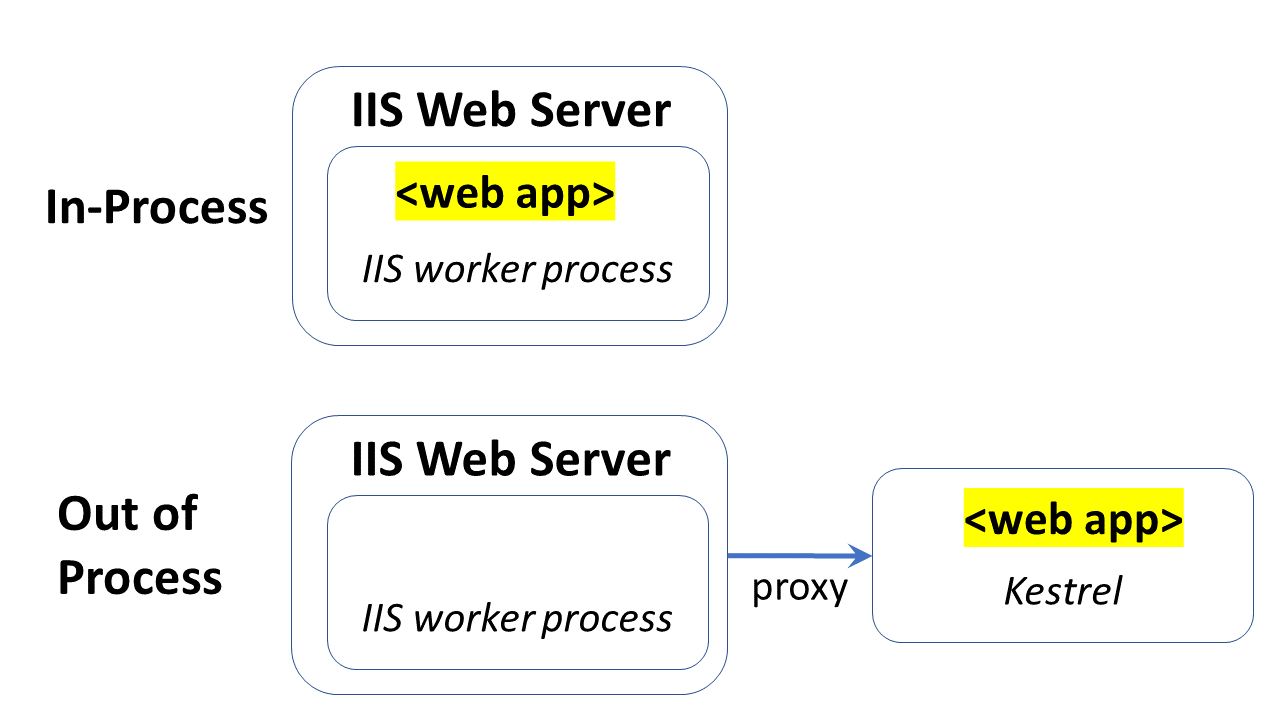 IIS Web Server
<web app>
In-Process
IIS worker process
IIS Web Server
Out of
Process
IIS worker process
proxy
<web app>
Kestrel